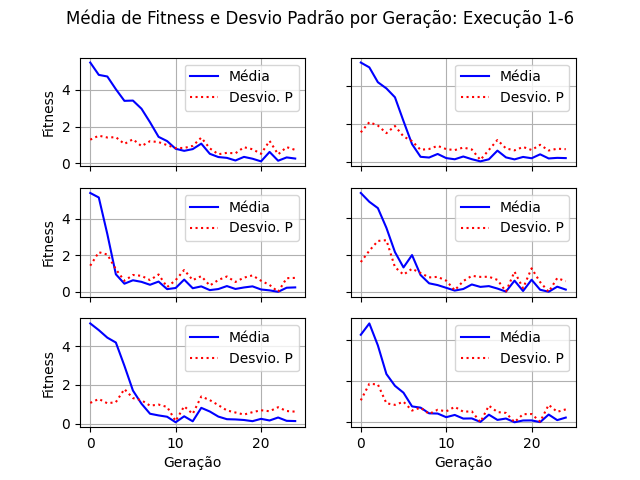 Média de Fitness e Desvio Padrão por Geração: Execução 1-6
Fitness
4
2
0
Média
Desvio. P
Média
Desvio. P
Fitness
4
2
0
Média
Desvio. P
Média
Desvio. P
Fitness
4
2
0
Média
Desvio. P
Média
Desvio. P
0
10
20
0
10
20
Geração
Geração